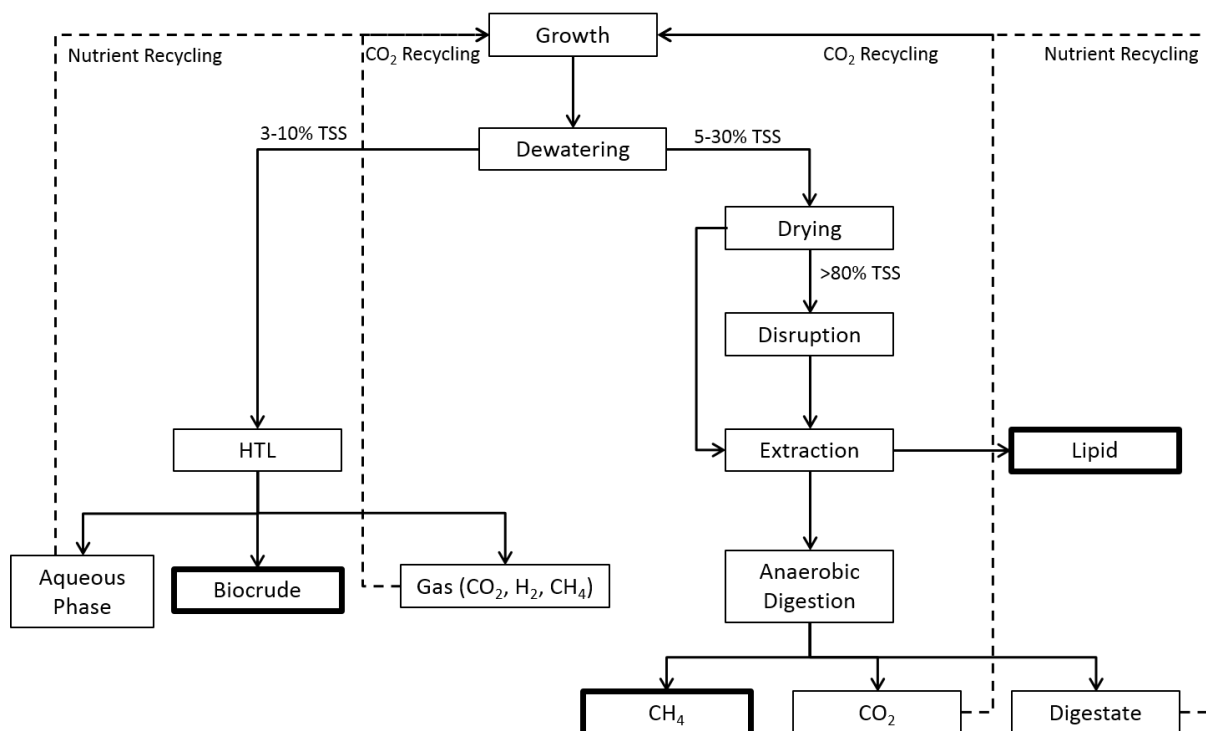 Growth
Nutrient Recycling
CO₂ Recycling
CO₂ Recycling
Nutrient Recycling
3-10% TSS
Dewatering
5-30% TSS
Drying
>80% TSS
Disruption
HTL
Extraction
Lipid
Aqueous
Phase
Biocrude
Gas (CO₂, H₂, CH₄)
Anaerobic
Digestion
CH₄
CO₂
Digestate